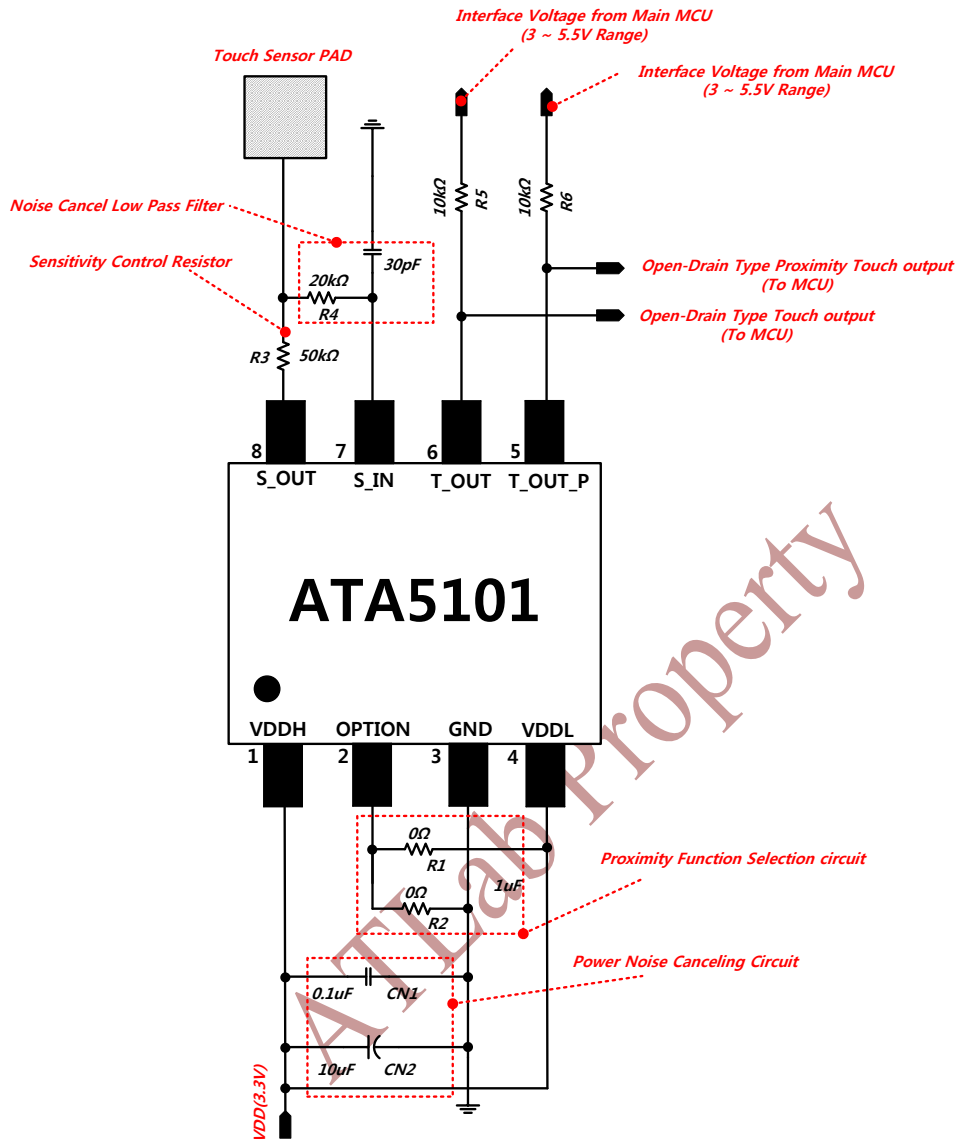 Interface Voltage from Main MCU
(3 ~ 5.5V Range)
Touch Sensor PAD
Interface Voltage from Main MCU
(3 ~ 5.5V Range)
10kΩ
R5
10kΩ
R6
Noise Cancel Low Pass Filter
Sensitivity Control Resistor
30pF
20kΩ
R4
Open-Drain Type Proximity Touch output
(To MCU)
Open-Drain Type Touch output
(To MCU)
R3
50kΩ
8
7
6
5
S_OUT
S_IN
T_OUT
T_OUT_P
ATA5101
VDDH
OPTION
GND
VDDL
1
2
3
4
0Ω
R1
1uF
0Ω
R2
Proximity Function Selection circuit
Power Noise Canceling Circuit
0.1uF
CN1
10uF
CN2
VDD(3.3V)
ATLab Property